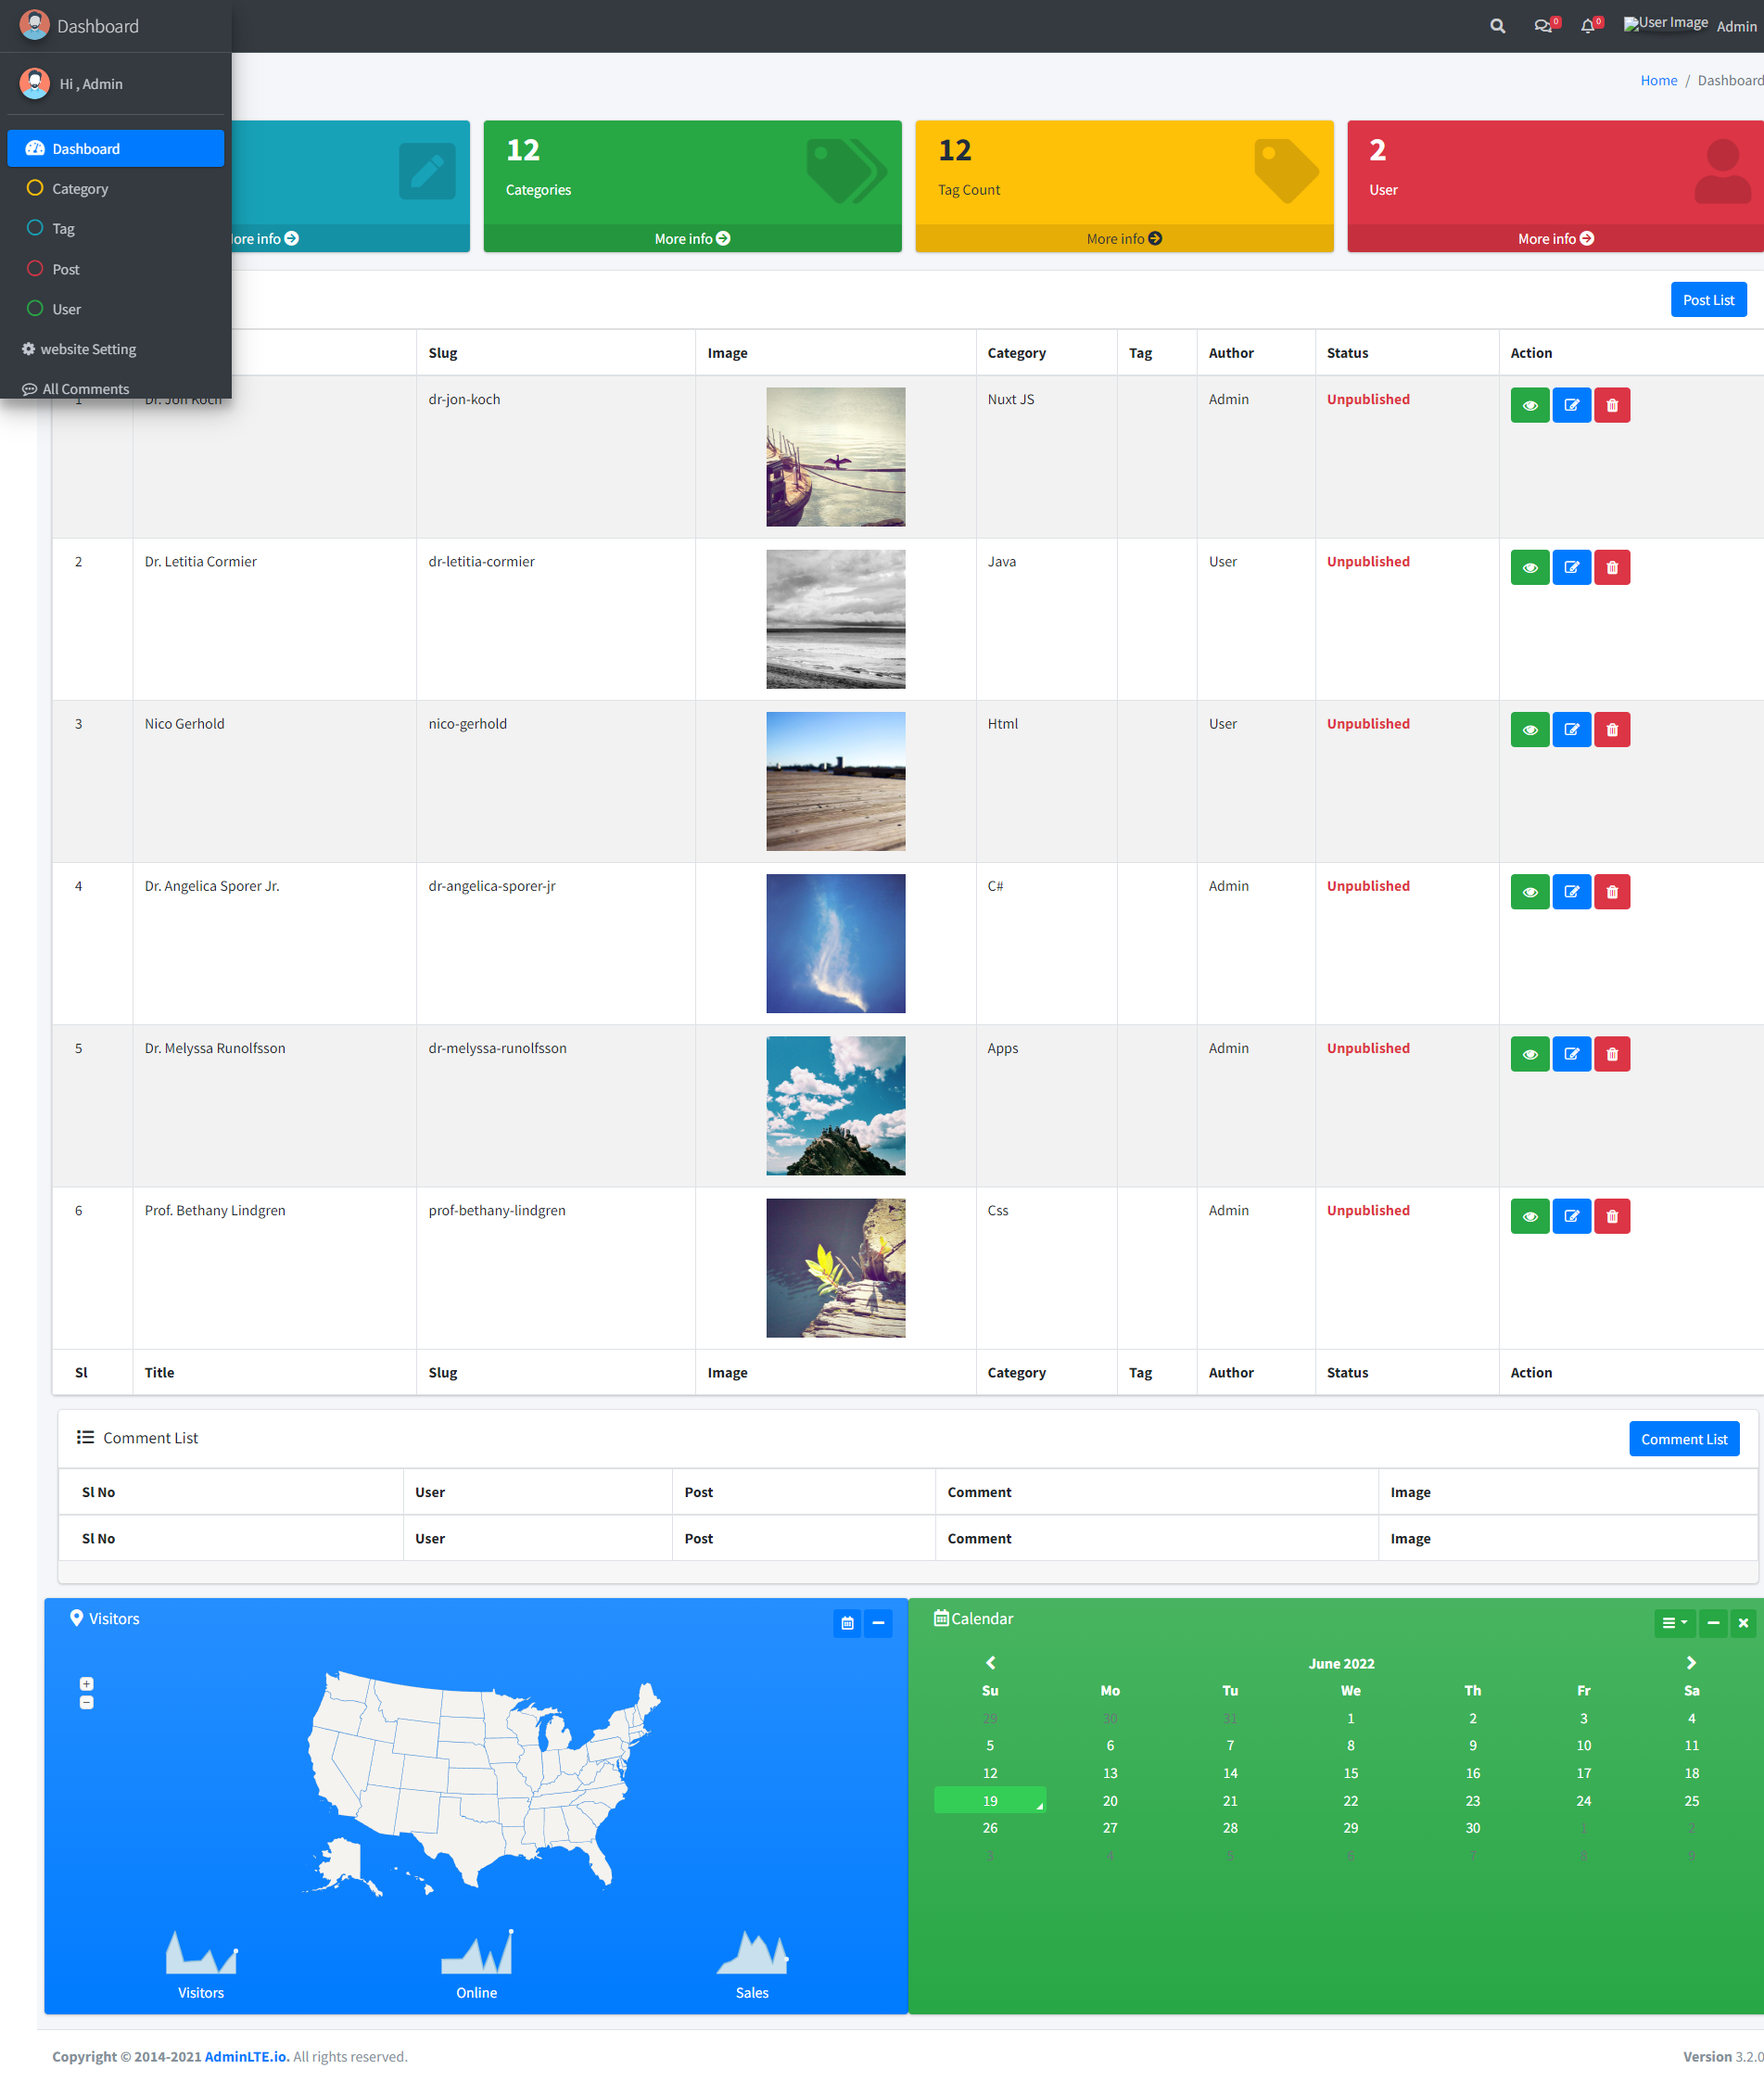 Dashboard
0
0
User Image
Admin
Hi , Admin
Home / Dashboard
Dashboard
Category
Tag
Post
User
website Setting
All Comments
ore info
12
Categories
More info
12
Tag Count
More info
2
User
More info
Post List
Slug Image Category Tag Author Status Action
1 Dr. Jon Koch dr-jon-koch Nuxt JS Admin Unpublished
2 Dr. Letitia Cormier dr-letitia-cormier Java User Unpublished
3 Nico Gerhold nico-gerhold Html User Unpublished
4 Dr. Angelica Sporer Jr. dr-angelica-sporer-jr C# Admin Unpublished
5 Dr. Melyssa Runolfsson dr-melyssa-runolfsson Apps Admin Unpublished
6 Prof. Bethany Lindgren prof-bethany-lindgren Css Admin Unpublished
Sl Title Slug Image Category Tag Author Status Action
Comment List
Comment List
Sl No User Post Comment Image
Sl No User Post Comment Image
Visitors
+
−
Visitors Online Sales
Calendar
June 2022
Su Mo Tu We Th Fr Sa
29 30 31 1 2 3 4
5 6 7 8 9 10 11
12 13 14 15 16 17 18
19 20 21 22 23 24 25
26 27 28 29 30 1 2
3 4 5 6 7 8 9
Copyright © 2014-2021 AdminLTE.io. All rights reserved.
Version 3.2.0